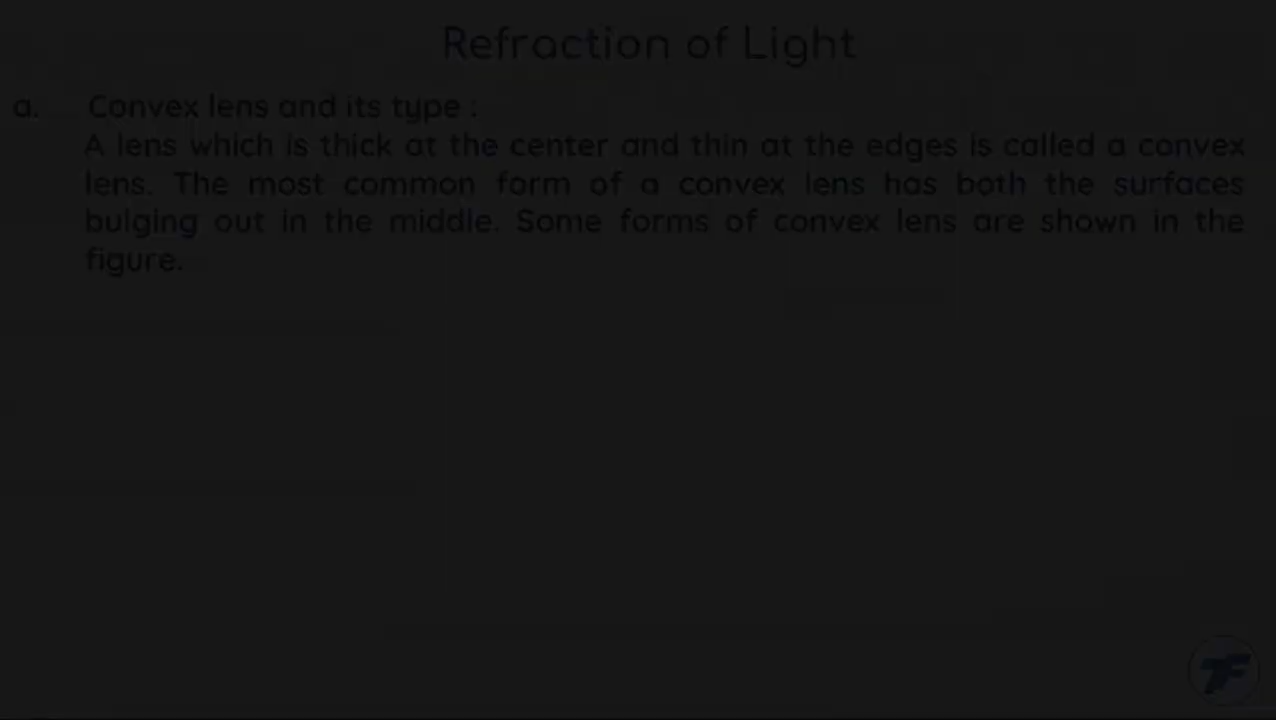 Refraction of Light
a. Convex lens and its type :
A lens which is thick at the center and thin at the edges is called a convex
lens. The most common form of a convex lens has both the surfaces
bulging out in the middle. Some forms of convex lens are shown in the
figure.